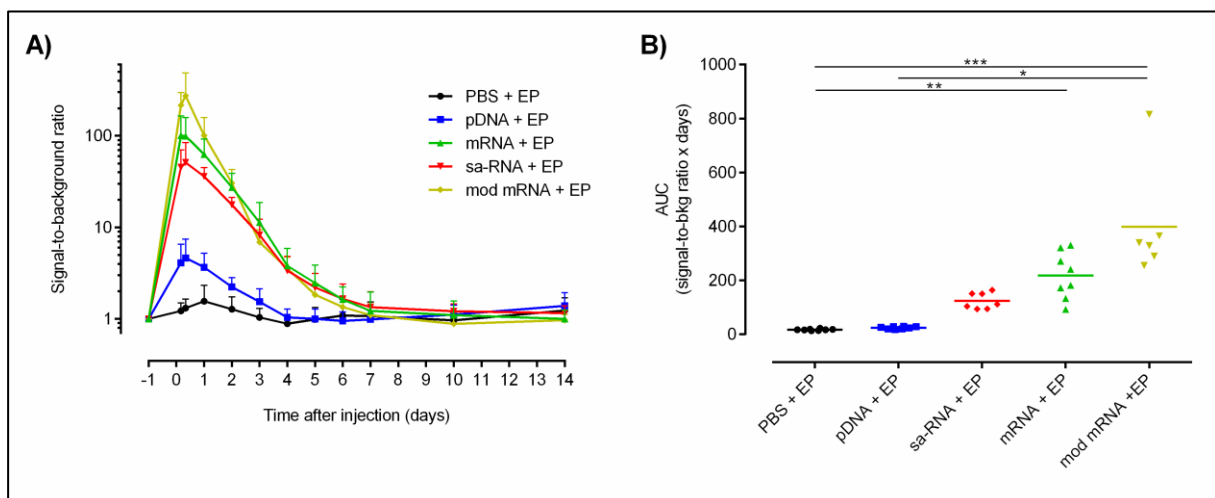 A)
Signal-to-background ratio
100
10
1
-1 0 1 2 3 4 5 6 7 8 9 10 11 12 13 14
Time after injection (days)
PBS + EP
pDNA + EP
mRNA + EP
sa-RNA + EP
mod mRNA + EP
B)
AUC
(signal-to-bkg ratio x days)
1000
800
600
400
200
0
***
*
**
PBS + EP
pDNA + EP
sa-RNA + EP
mRNA + EP
mod mRNA +EP